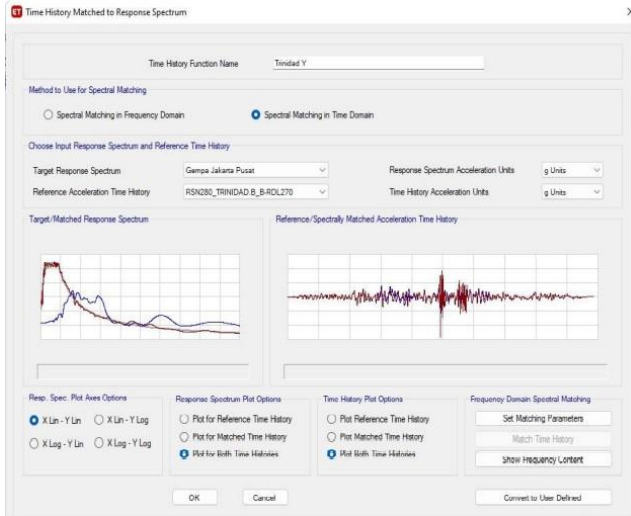 ET Time History Matched to Response Spectrum
Time History Function Name Trinidad Y
Method to Use for Spectral Matching
Spectral Matching in Frequency Domain Spectral Matching in Time Domain
Choose Input Response Spectrum and Reference Time History
Target Response Spectrum Gempa Jakarta Pusat Response Spectrum Acceleration Units g Units
Reference Acceleration Time History RSN280_TRINIDAD.B_B-RDL270 Time History Acceleration Units g Units
Target/Matched Response Spectrum Reference/Spectrally Matched Acceleration Time History
Resp. Spec. Plot Axes Options Response Spectrum Plot Options Time History Plot Options Frequency Domain Spectral Matching
X Lin - Y Lin X Lin - Y Log Plot for Reference Time History Plot Reference Time History Set Matching Parameters
X Log - Y Lin X Log - Y Log Plot for Matched Time History Plot Matched Time History Match Time History
Plot for Both Time Histories Plot Both Time Histories Show Frequency Content
OK Cancel Convert to User Defined